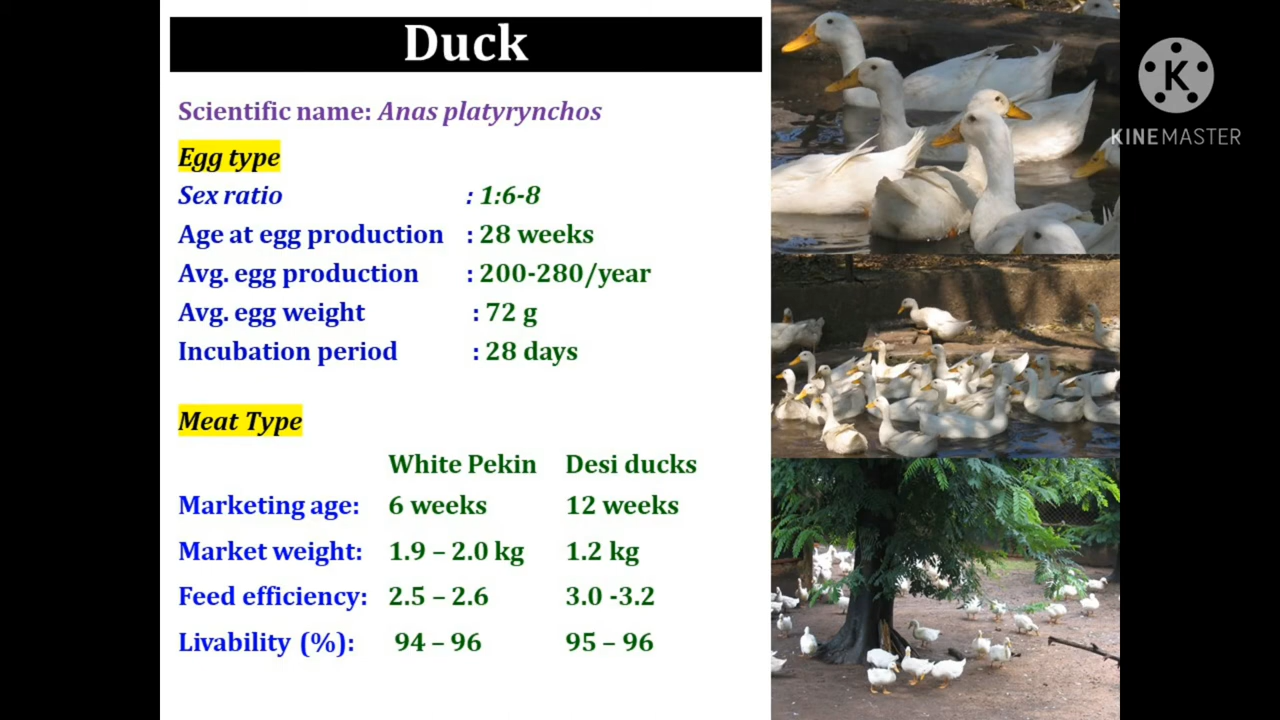 Duck
Scientific name: Anas platyrynchos
Egg type
Sex ratio : 1:6-8
Age at egg production : 28 weeks
Avg. egg production : 200-280/year
Avg. egg weight : 72 g
Incubation period : 28 days
Meat Type
White Pekin Desi ducks
Marketing age: 6 weeks 12 weeks
Market weight: 1.9 – 2.0 kg 1.2 kg
Feed efficiency: 2.5 – 2.6 3.0 -3.2
Livability (%): 94 – 96 95 – 96
K
KINEMASTER